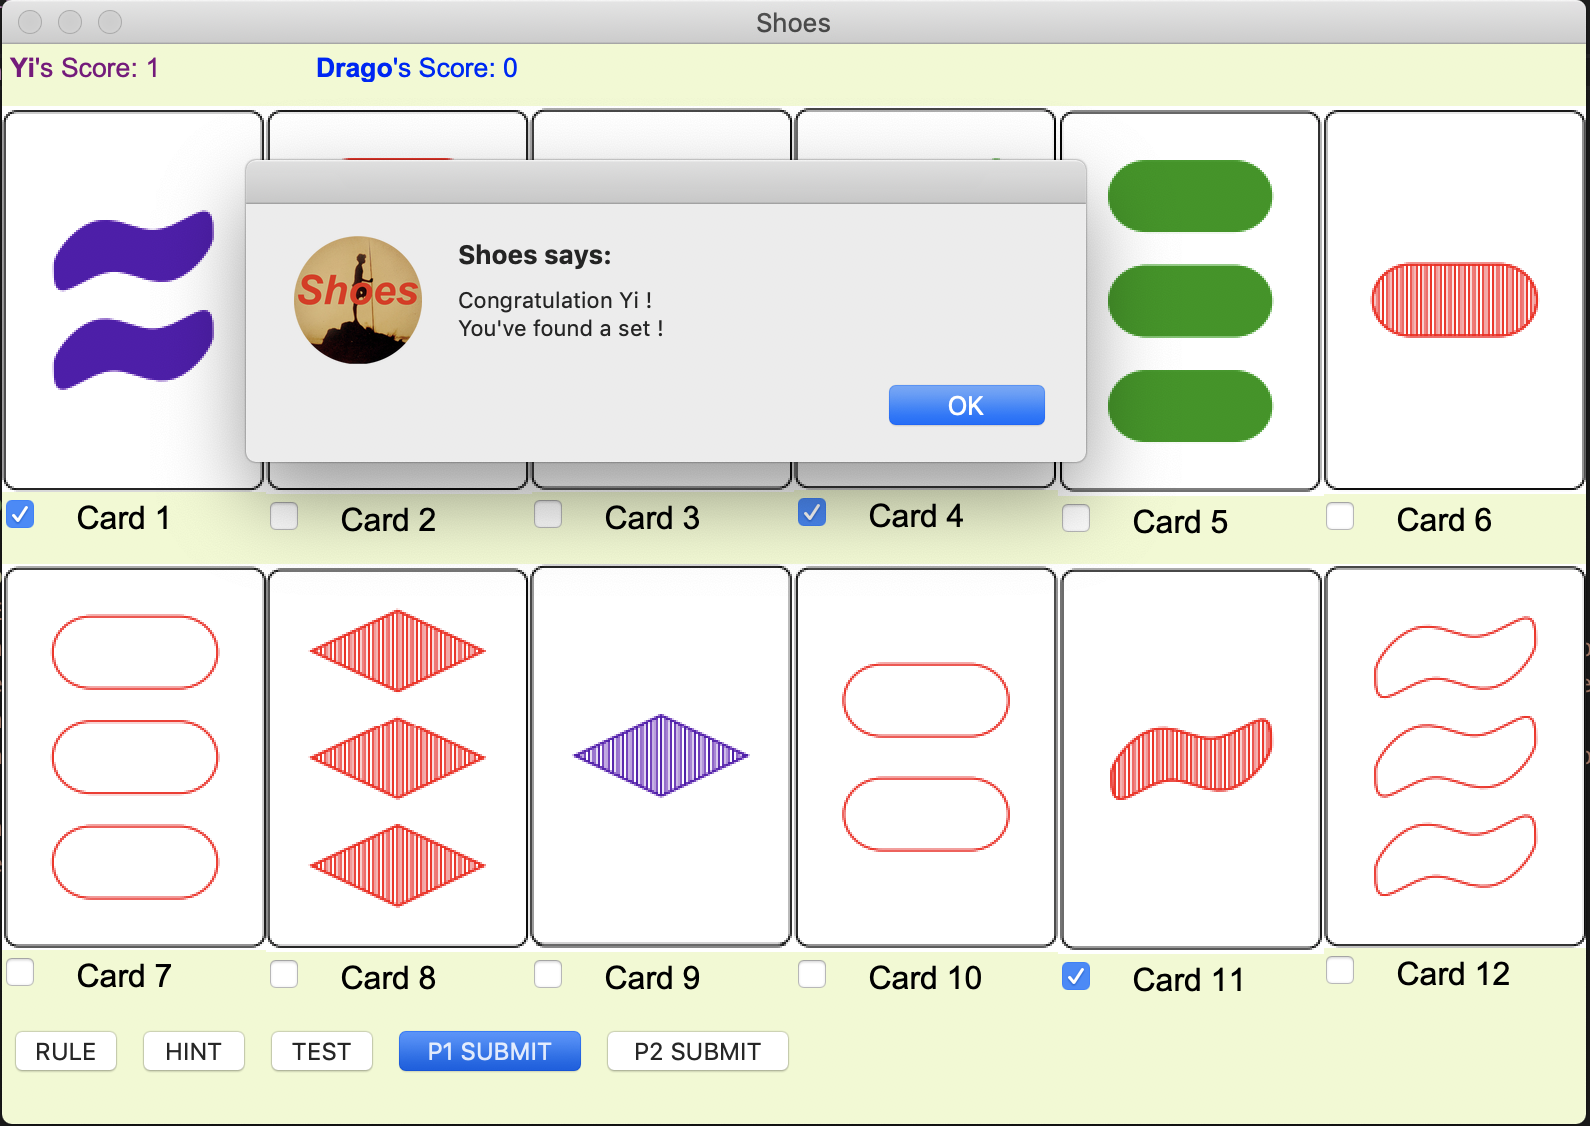 Shoes
Yi's Score: 1
Drago's Score: 0
Shoes
Shoes says:
Congratulation Yi !
You've found a set !
OK
Card 1
Card 2
Card 3
Card 4
Card 5
Card 6
Card 7
Card 8
Card 9
Card 10
Card 11
Card 12
RULE
HINT
TEST
P1 SUBMIT
P2 SUBMIT